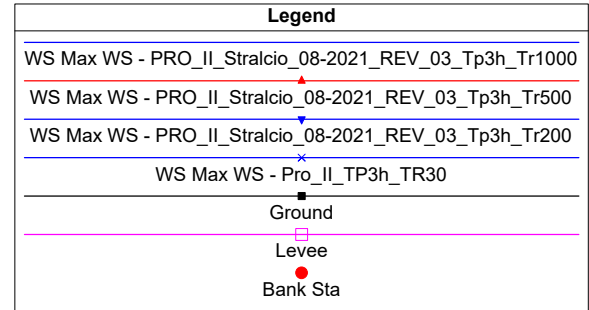 Legend
WS Max WS - PRO_II_Stralcio_08-2021_REV_03_Tp3h_Tr1000
WS Max WS - PRO_II_Stralcio_08-2021_REV_03_Tp3h_Tr500
WS Max WS - PRO_II_Stralcio_08-2021_REV_03_Tp3h_Tr200
WS Max WS - Pro_II_TP3h_TR30
Ground
Levee
Bank Sta